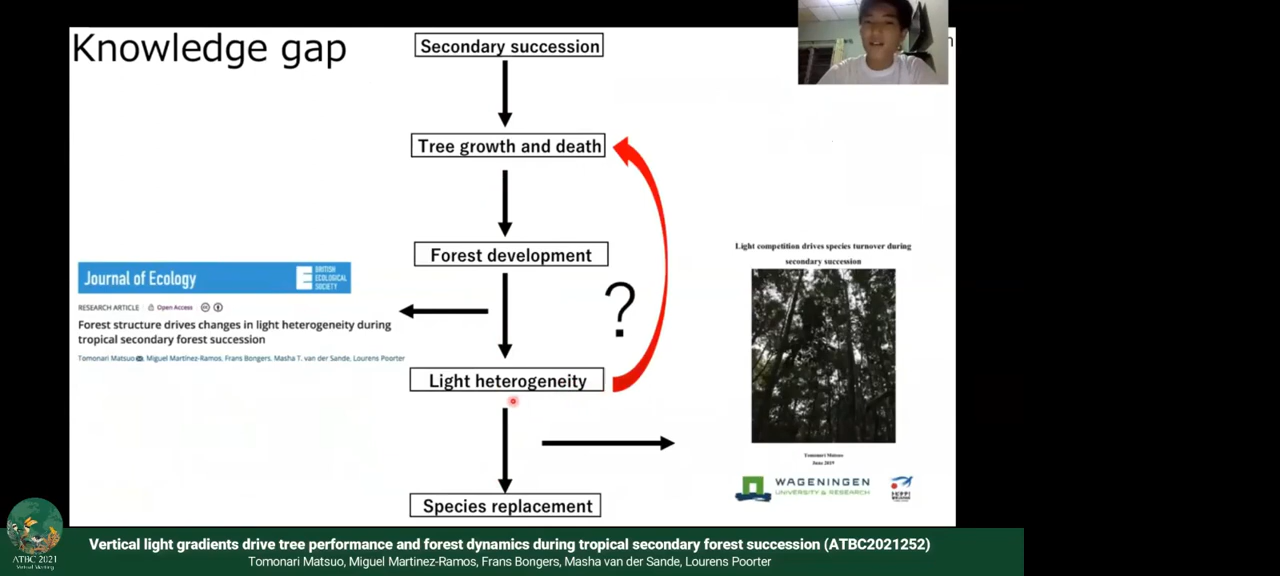 Knowledge gap
Secondary succession
Tree growth and death
Forest development
?
Light heterogeneity
Species replacement
Journal of Ecology
BRITISH
ECOLOGICAL
SOCIETY
RESEARCH ARTICLE Open Access
Forest structure drives changes in light heterogeneity during
tropical secondary forest succession
Tomonari Matsuo, Miguel Martínez-Ramos, Frans Bongers, Masha T. van der Sande, Lourens Poorter
Light competition drives species turnover during
secondary succession
Tomonari Matsuo
June 2019
WAGENINGEN
UNIVERSITY & RESEARCH
ATBC 2021
Virtual Meeting
Vertical light gradients drive tree performance and forest dynamics during tropical secondary forest succession (ATBC2021252)
Tomonari Matsuo, Miguel Martinez-Ramos, Frans Bongers, Masha van der Sande, Lourens Poorter